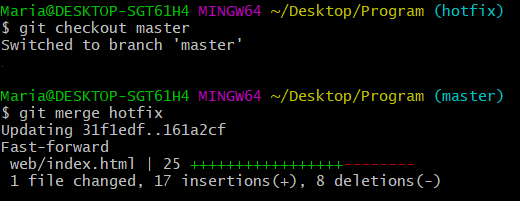 Maria@DESKTOP-SGT61H4 MINGW64 ~/Desktop/Program (hotfix)
$ git checkout master
Switched to branch 'master'
Maria@DESKTOP-SGT61H4 MINGW64 ~/Desktop/Program (master)
$ git merge hotfix
Updating 31f1edf..161a2cf
Fast-forward
 web/index.html | 25 +++++++++++++++++--------
 1 file changed, 17 insertions(+), 8 deletions(-)